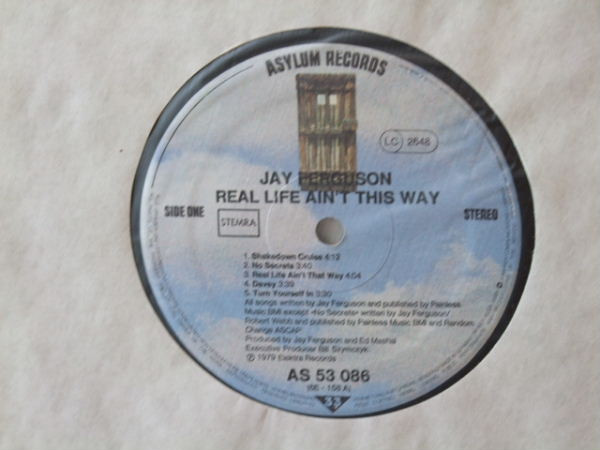 ASYLUM RECORDS
LC 2648
JAY FERGUSON
REAL LIFE AIN'T THIS WAY
SIDE ONE
STEMRA
STEREO
1. Shakedown Cruise 4:12
2. No Secrets 3:40
3. Real Life Ain't That Way 4:04
4. Davey 3:39
5. Turn Yourself In 3:30
All songs written by Jay Ferguson and published by Painless
Music BMI except «No Secrets» written by Jay Ferguson/
Robert Webb and published by Painless Music BMI and Random
Change ASCAP
Produced by Jay Ferguson and Ed Mashal
Executive Producer Bill Szymczyk
℗ 1979 Elektra Records
AS 53 086
(6E - 158 A)
33